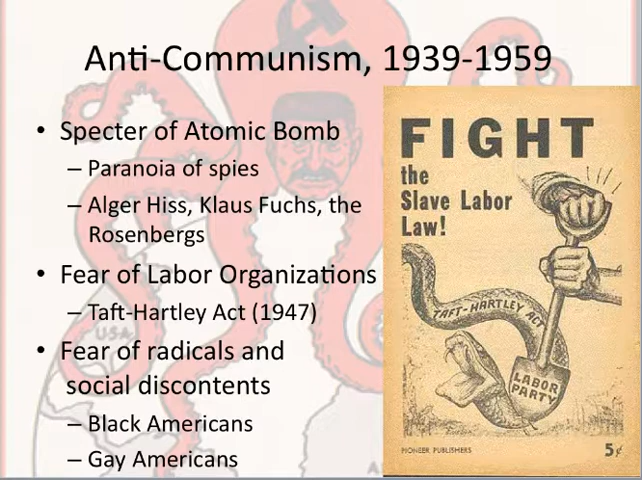 Anti-Communism, 1939-1959
• Specter of Atomic Bomb
– Paranoia of spies
– Alger Hiss, Klaus Fuchs, the
Rosenbergs
• Fear of Labor Organizations
– Taft-Hartley Act (1947)
• Fear of radicals and
social discontents
– Black Americans
– Gay Americans
FIGHT
the
Slave Labor
Law!
TAFT-HARTLEY ACT
LABOR
PARTY
PIONEER PUBLISHERS
5¢
USA